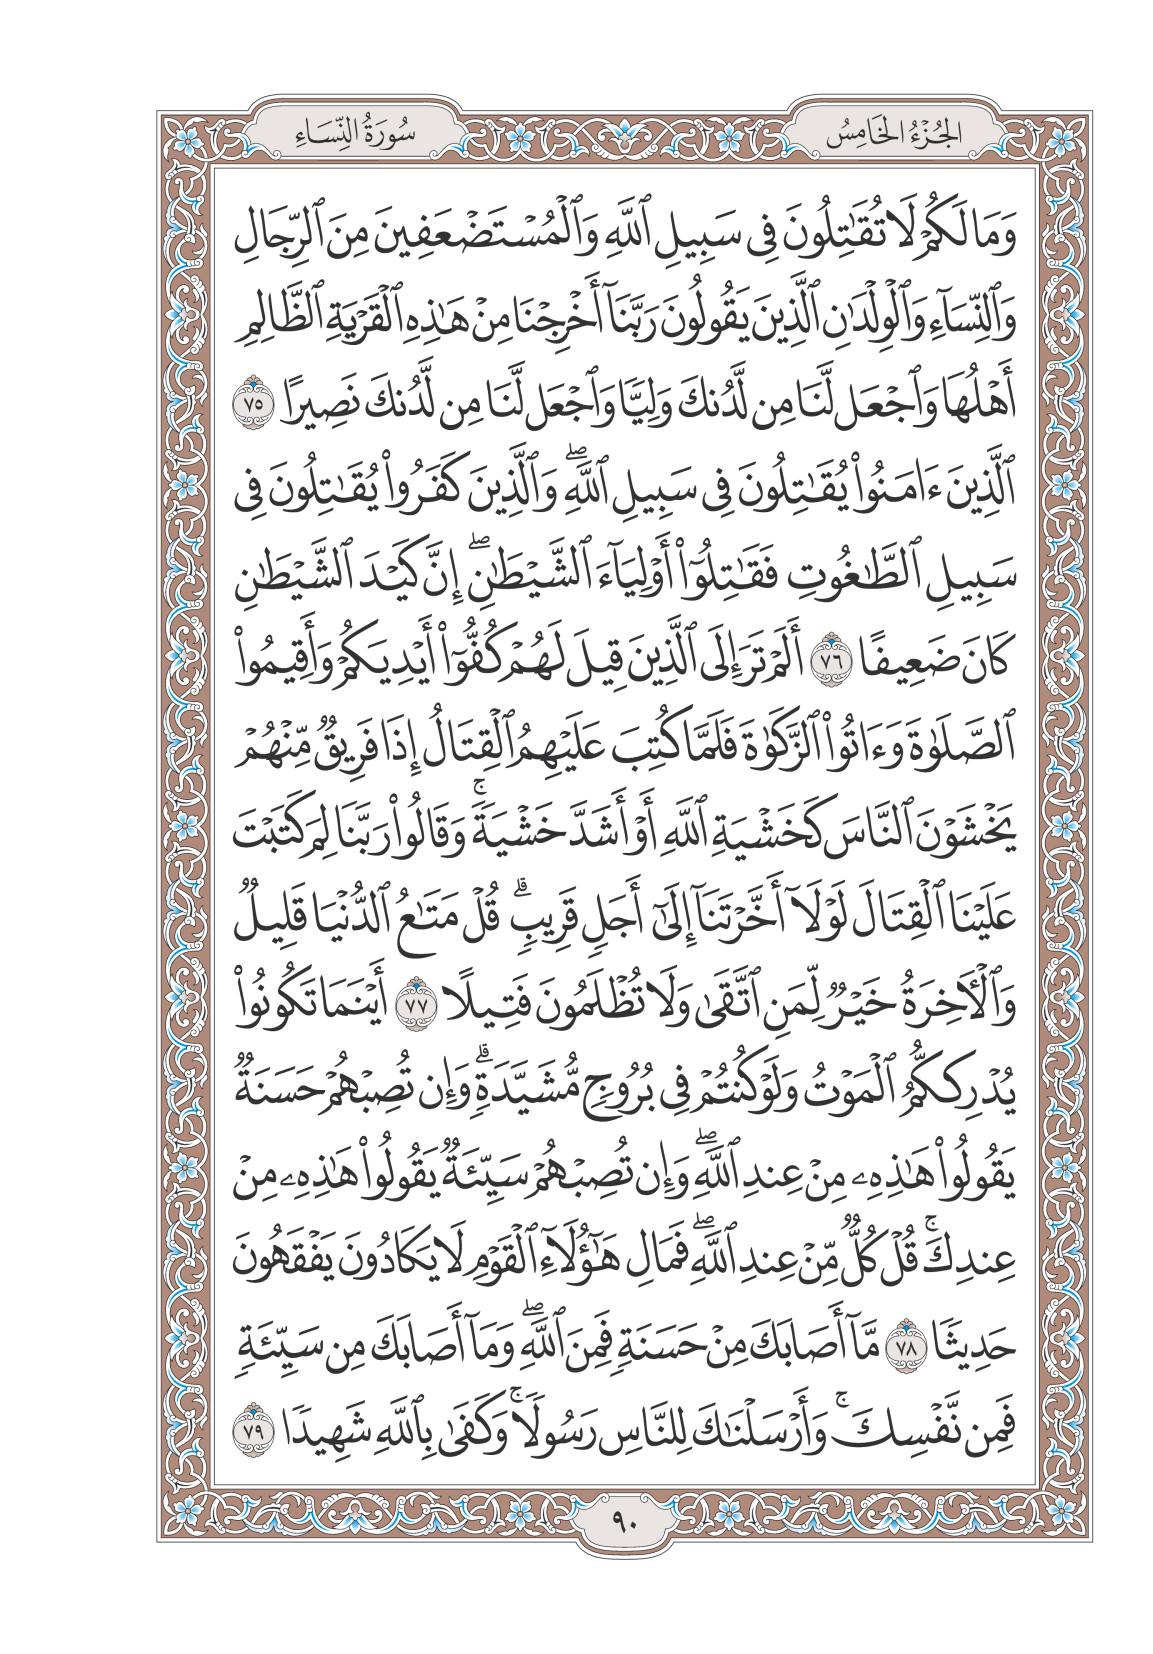 الجُزْءُ الخَامِسُ
سُورَةُ النِّسَاءِ
وَمَا لَكُمْ لَا تُقَٰتِلُونَ فِى سَبِيلِ ٱللَّهِ وَٱلْمُسْتَضْعَفِينَ مِنَ ٱلرِّجَالِ
وَٱلنِّسَآءِ وَٱلْوِلْدَٰنِ ٱلَّذِينَ يَقُولُونَ رَبَّنَآ أَخْرِجْنَا مِنْ هَٰذِهِ ٱلْقَرْيَةِ ٱلظَّالِمِ
أَهْلُهَا وَٱجْعَل لَّنَا مِن لَّدُنكَ وَلِيًّا وَٱجْعَل لَّنَا مِن لَّدُنكَ نَصِيرًا ٧٥
ٱلَّذِينَ ءَامَنُوا۟ يُقَٰتِلُونَ فِى سَبِيلِ ٱللَّهِ ۖ وَٱلَّذِينَ كَفَرُوا۟ يُقَٰتِلُونَ فِى
سَبِيلِ ٱلطَّٰغُوتِ فَقَٰتِلُوٓا۟ أَوْلِيَآءَ ٱلشَّيْطَٰنِ ۖ إِنَّ كَيْدَ ٱلشَّيْطَٰنِ
كَانَ ضَعِيفًا ٧٦ أَلَمْ تَرَ إِلَى ٱلَّذِينَ قِيلَ لَهُمْ كُفُّوٓا۟ أَيْدِيَكُمْ وَأَقِيمُوا۟
ٱلصَّلَوٰةَ وَءَاتُوا۟ ٱلزَّكَوٰةَ فَلَمَّا كُتِبَ عَلَيْهِمُ ٱلْقِتَالُ إِذَا فَرِيقٌ مِّنْهُمْ
يَخْشَوْنَ ٱلنَّاسَ كَخَشْيَةِ ٱللَّهِ أَوْ أَشَدَّ خَشْيَةً ۚ وَقَالُوا۟ رَبَّنَا لِمَ كَتَبْتَ
عَلَيْنَا ٱلْقِتَالَ لَوْلَآ أَخَّرْتَنَآ إِلَىٰٓ أَجَلٍ قَرِيبٍ ۗ قُلْ مَتَٰعُ ٱلدُّنْيَا قَلِيلٌ
وَٱلْءَاخِرَةُ خَيْرٌ لِّمَنِ ٱتَّقَىٰ وَلَا تُظْلَمُونَ فَتِيلًا ٧٧ أَيْنَمَا تَكُونُوا۟
يُدْرِككُّمُ ٱلْمَوْتُ وَلَوْ كُنتُمْ فِى بُرُوجٍ مُّشَيَّدَةٍ ۗ وَإِن تُصِبْهُمْ حَسَنَةٌ
يَقُولُوا۟ هَٰذِهِۦ مِنْ عِندِ ٱللَّهِ ۖ وَإِن تُصِبْهُمْ سَيِّئَةٌ يَقُولُوا۟ هَٰذِهِۦ مِنْ
عِندِكَ ۚ قُلْ كُلٌّ مِّنْ عِندِ ٱللَّهِ ۖ فَمَالِ هَٰٓؤُلَآءِ ٱلْقَوْمِ لَا يَكَادُونَ يَفْقَهُونَ
حَدِيثًا ٧٨ مَّآ أَصَابَكَ مِنْ حَسَنَةٍ فَمِنَ ٱللَّهِ ۖ وَمَآ أَصَابَكَ مِن سَيِّئَةٍ
فَمِن نَّفْسِكَ ۚ وَأَرْسَلْنَٰكَ لِلنَّاسِ رَسُولًا ۚ وَكَفَىٰ بِٱللَّهِ شَهِيدًا ٧٩
٩٠